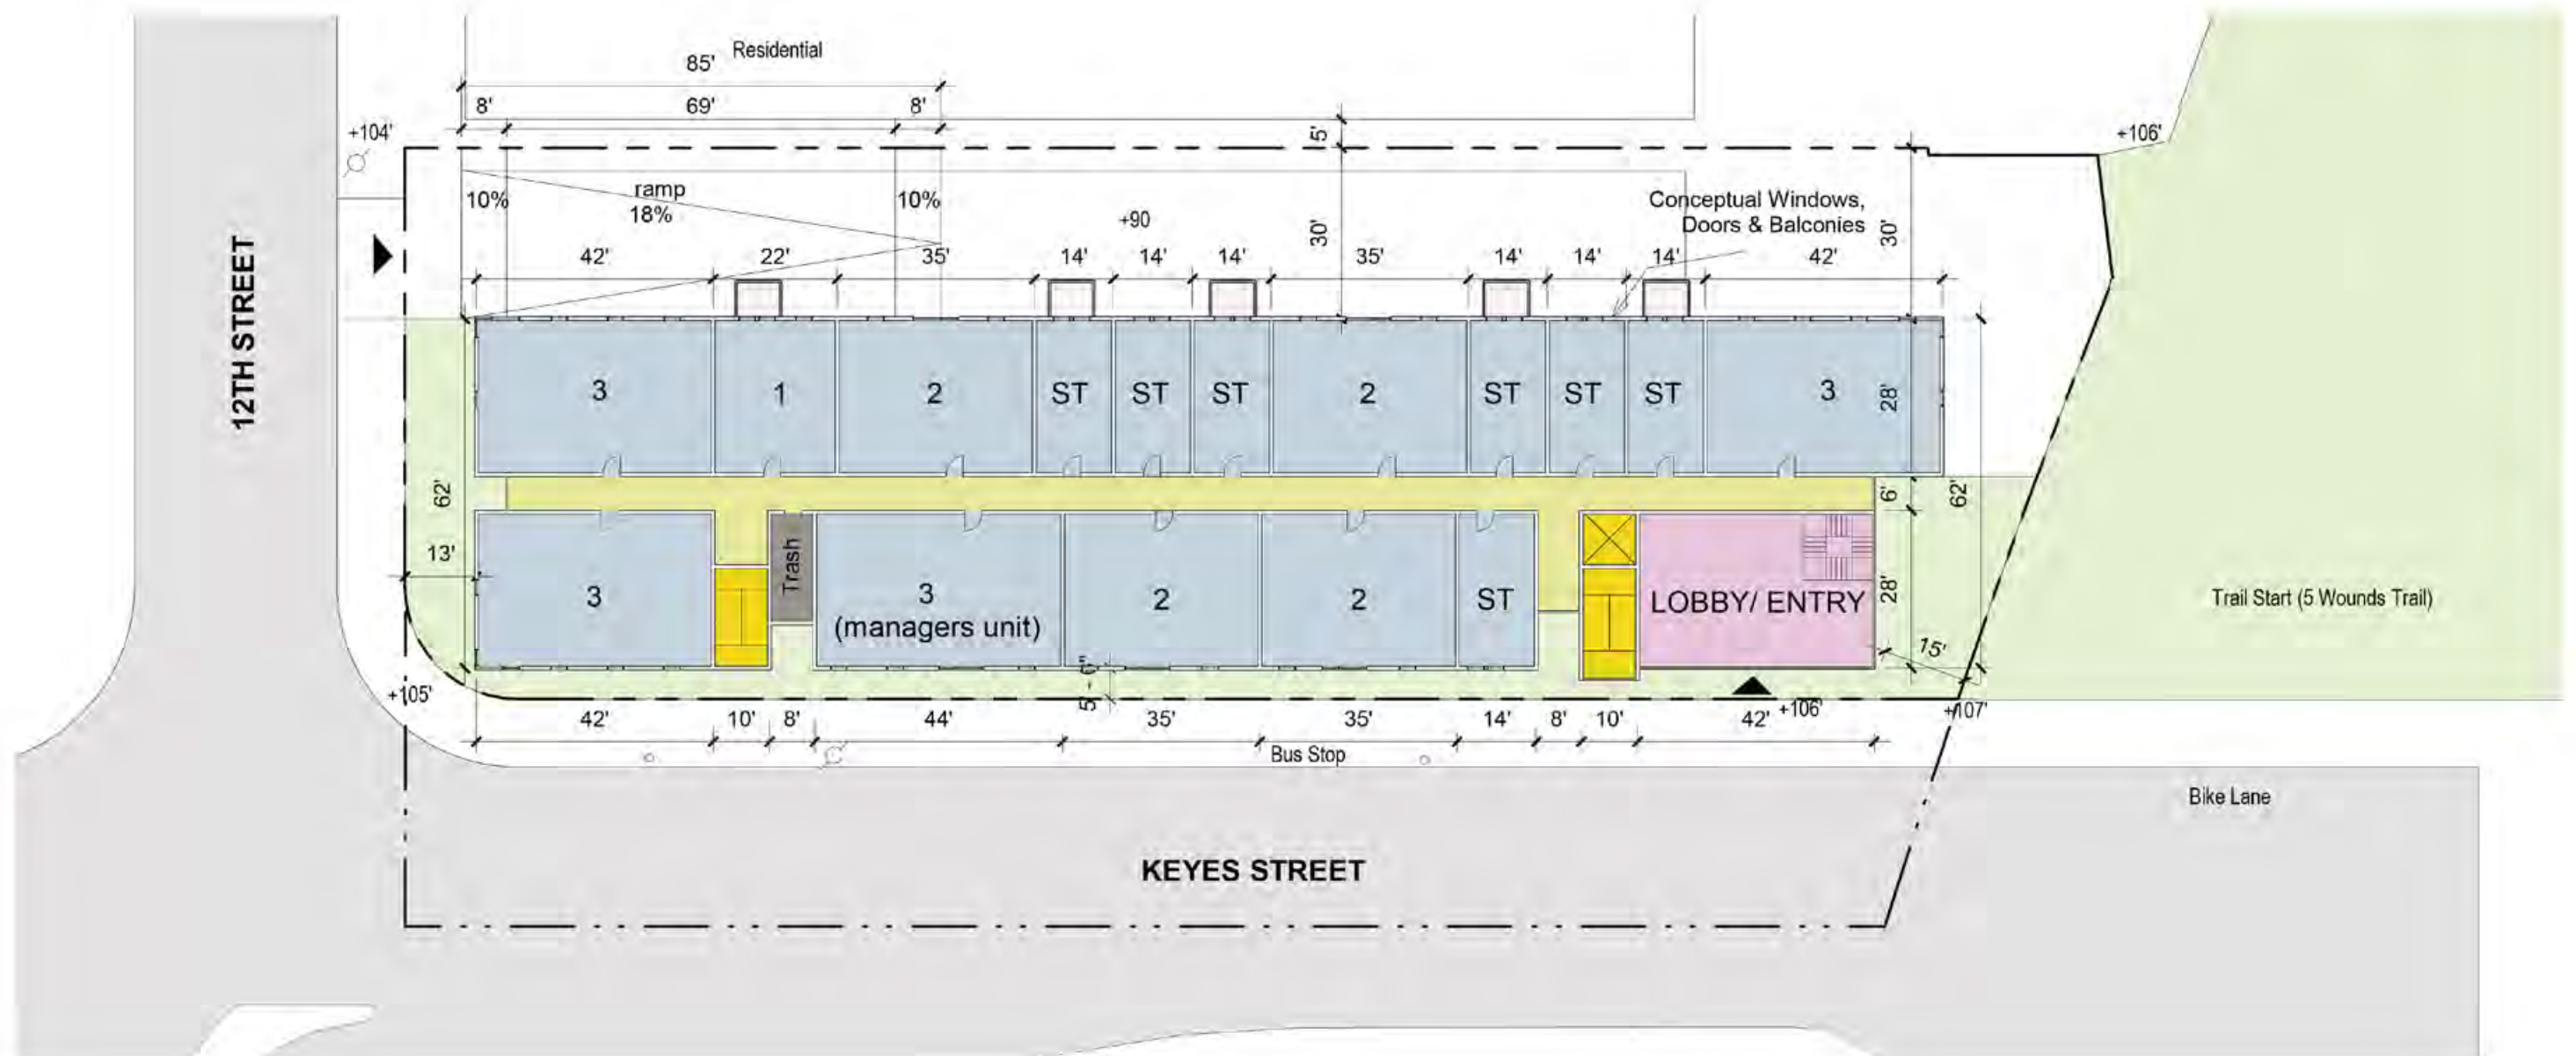 Residential
85'
8'
69'
8'
+104'
5'
+106'
10%
ramp
18%
10%
+90
30'
Conceptual Windows,
Doors & Balconies
30'
42'
22'
35'
14'
14'
14'
35'
14'
14'
14'
42'
12TH STREET
3
1
2
ST
ST
ST
2
ST
ST
ST
3
28'
62'
6'
62'
13'
3
Trash
3
(managers unit)
2
2
ST
LOBBY/ ENTRY
28'
15'
Trail Start (5 Wounds Trail)
+105'
5'-6"
42'
10'
8'
44'
35'
35'
14'
8'
10'
42'
+106'
+107'
Bus Stop
Bike Lane
KEYES STREET